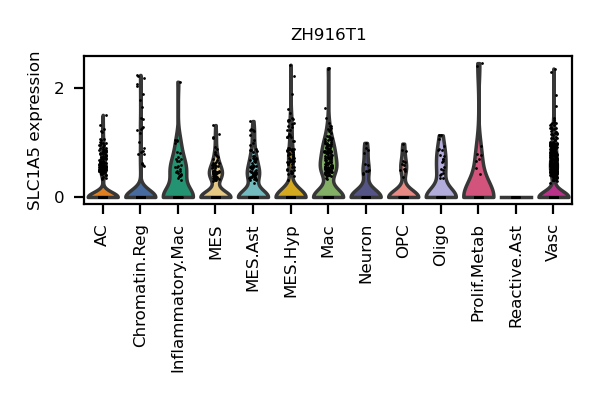 ZH916T1
SLC1A5 expression
2
0
AC
Chromatin.Reg
Inflammatory.Mac
MES
MES.Ast
MES.Hyp
Mac
Neuron
OPC
Oligo
Prolif.Metab
Reactive.Ast
Vasc